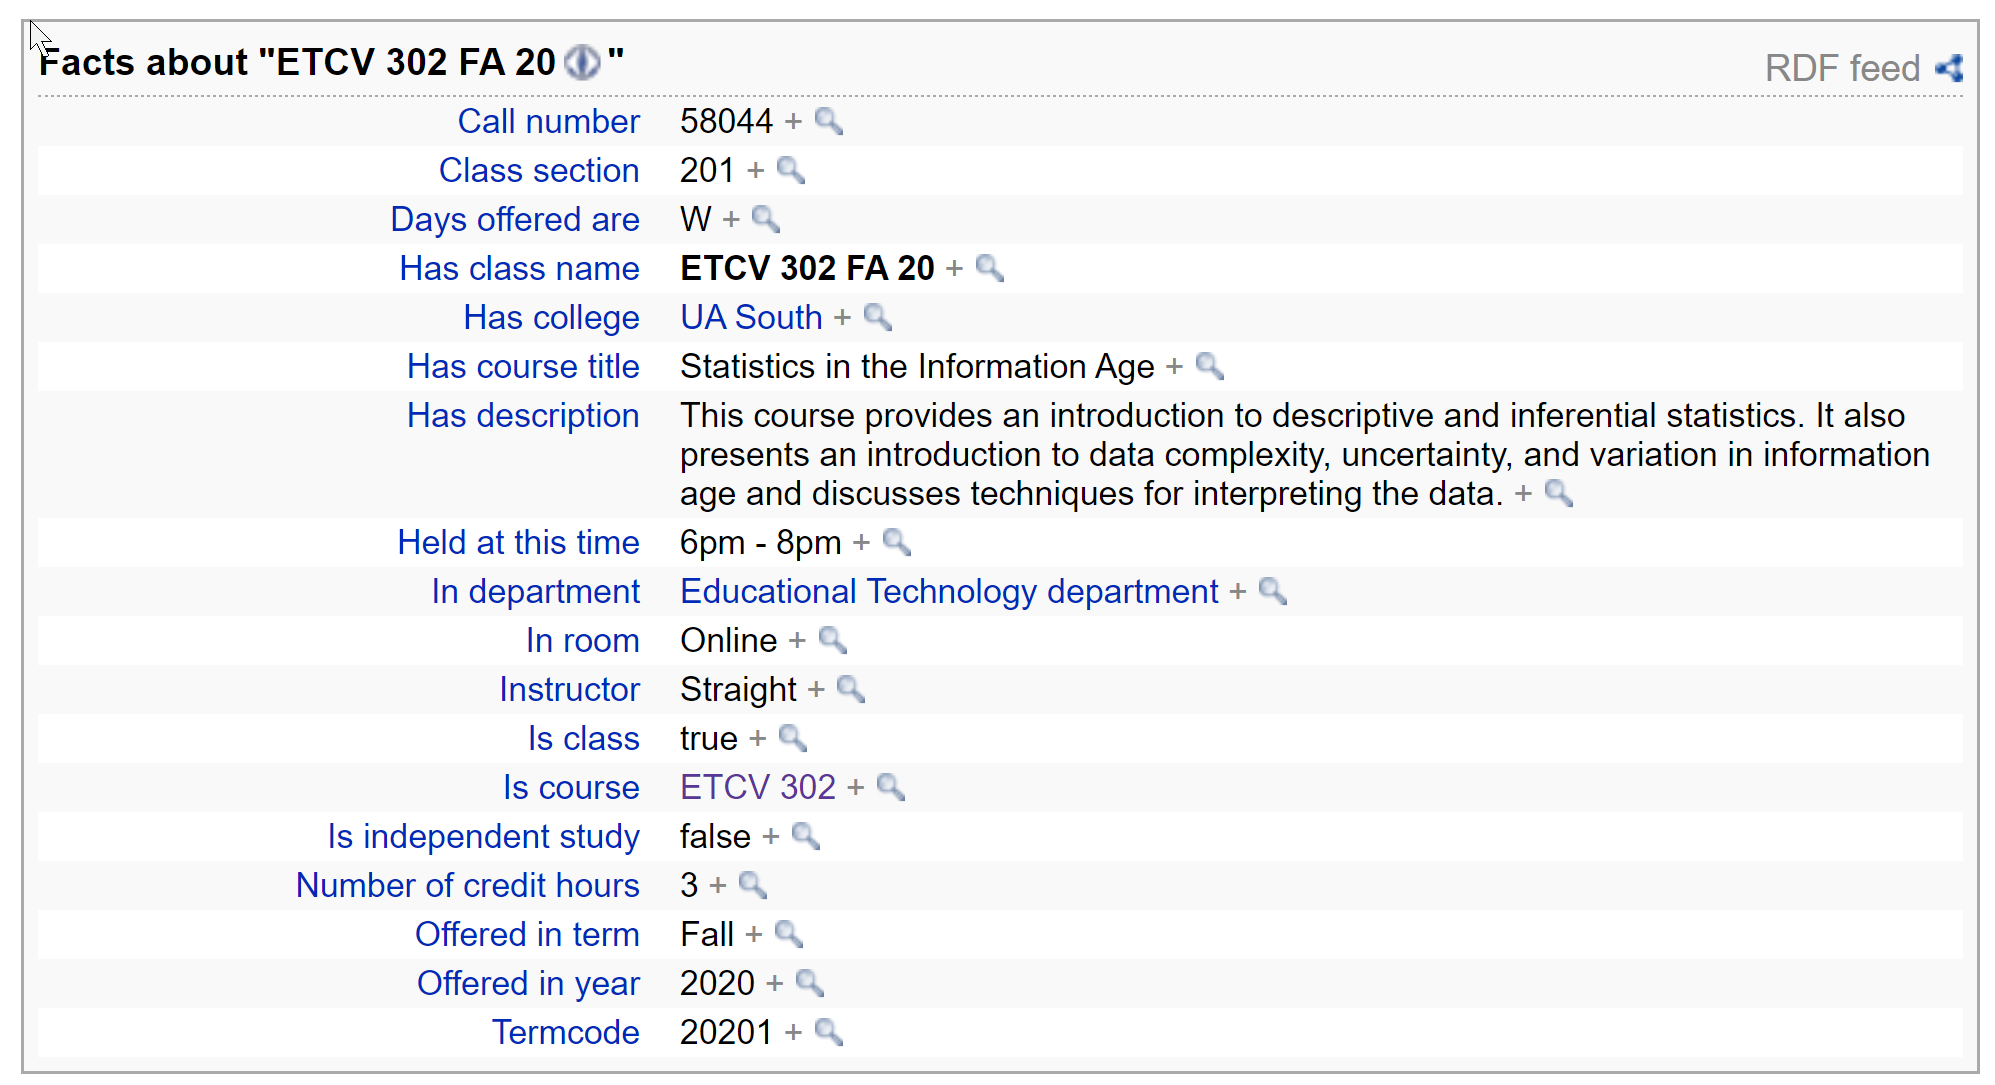 Facts about "ETCV 302 FA 20 "
RDF feed
Call number 58044 +
Class section 201 +
Days offered are W +
Has class name ETCV 302 FA 20 +
Has college UA South +
Has course title Statistics in the Information Age +
Has description This course provides an introduction to descriptive and inferential statistics. It also
presents an introduction to data complexity, uncertainty, and variation in information
age and discusses techniques for interpreting the data. +
Held at this time 6pm - 8pm +
In department Educational Technology department +
In room Online +
Instructor Straight +
Is class true +
Is course ETCV 302 +
Is independent study false +
Number of credit hours 3 +
Offered in term Fall +
Offered in year 2020 +
Termcode 20201 +